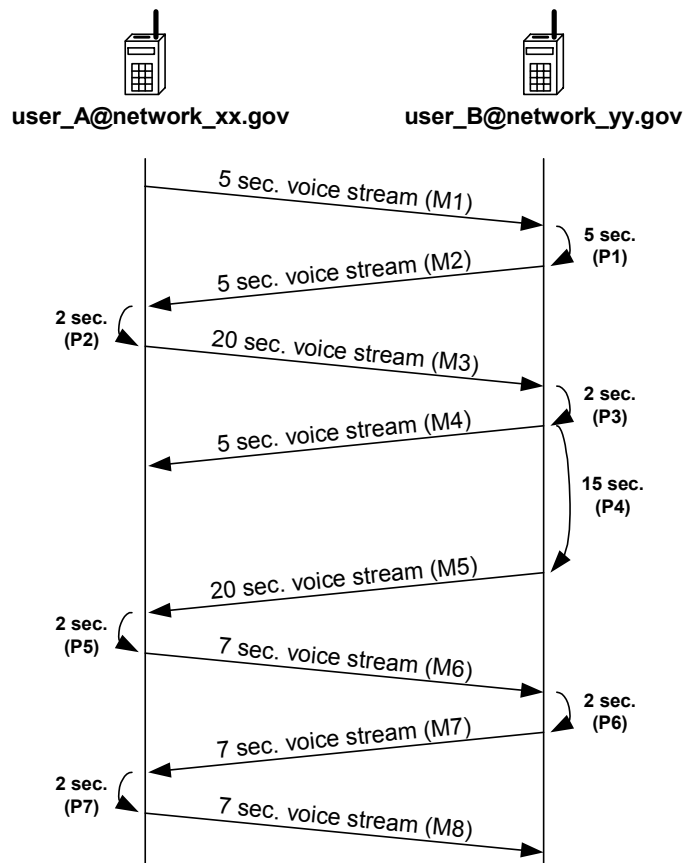 user_A@network_xx.gov
user_B@network_yy.gov
5 sec. voice stream (M1)
5 sec.
(P1)
5 sec. voice stream (M2)
2 sec.
(P2)
20 sec. voice stream (M3)
2 sec.
(P3)
5 sec. voice stream (M4)
15 sec.
(P4)
20 sec. voice stream (M5)
2 sec.
(P5)
7 sec. voice stream (M6)
2 sec.
(P6)
7 sec. voice stream (M7)
2 sec.
(P7)
7 sec. voice stream (M8)